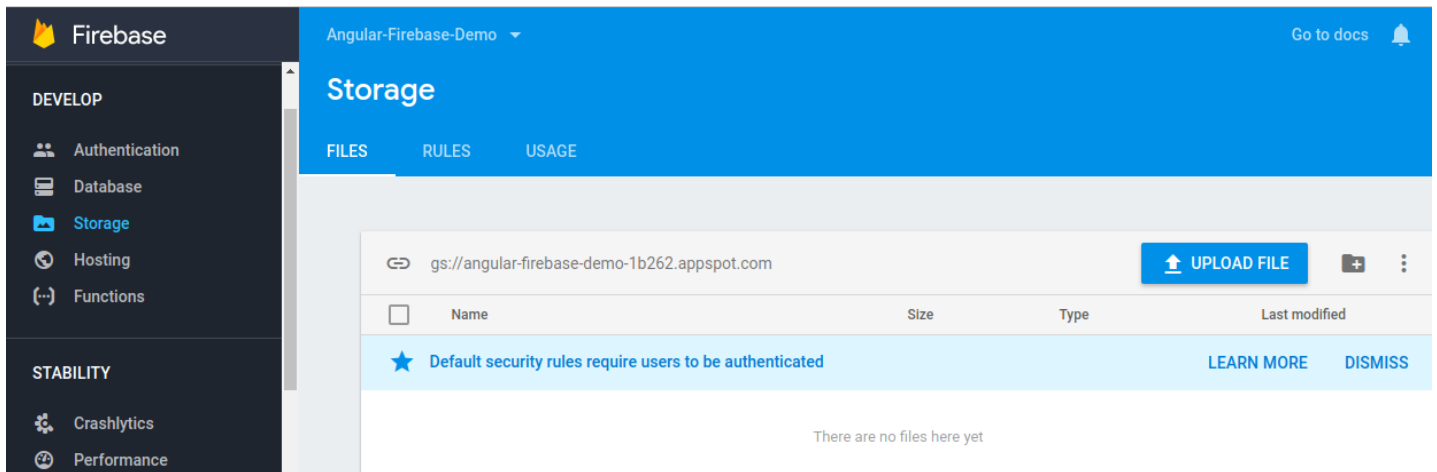 Firebase
DEVELOP
Authentication
Database
Storage
Hosting
Functions
STABILITY
Crashlytics
Performance
Angular-Firebase-Demo
Go to docs
Storage
FILES RULES USAGE
gs://angular-firebase-demo-1b262.appspot.com
UPLOAD FILE
Name Size Type Last modified
Default security rules require users to be authenticated LEARN MORE DISMISS
There are no files here yet